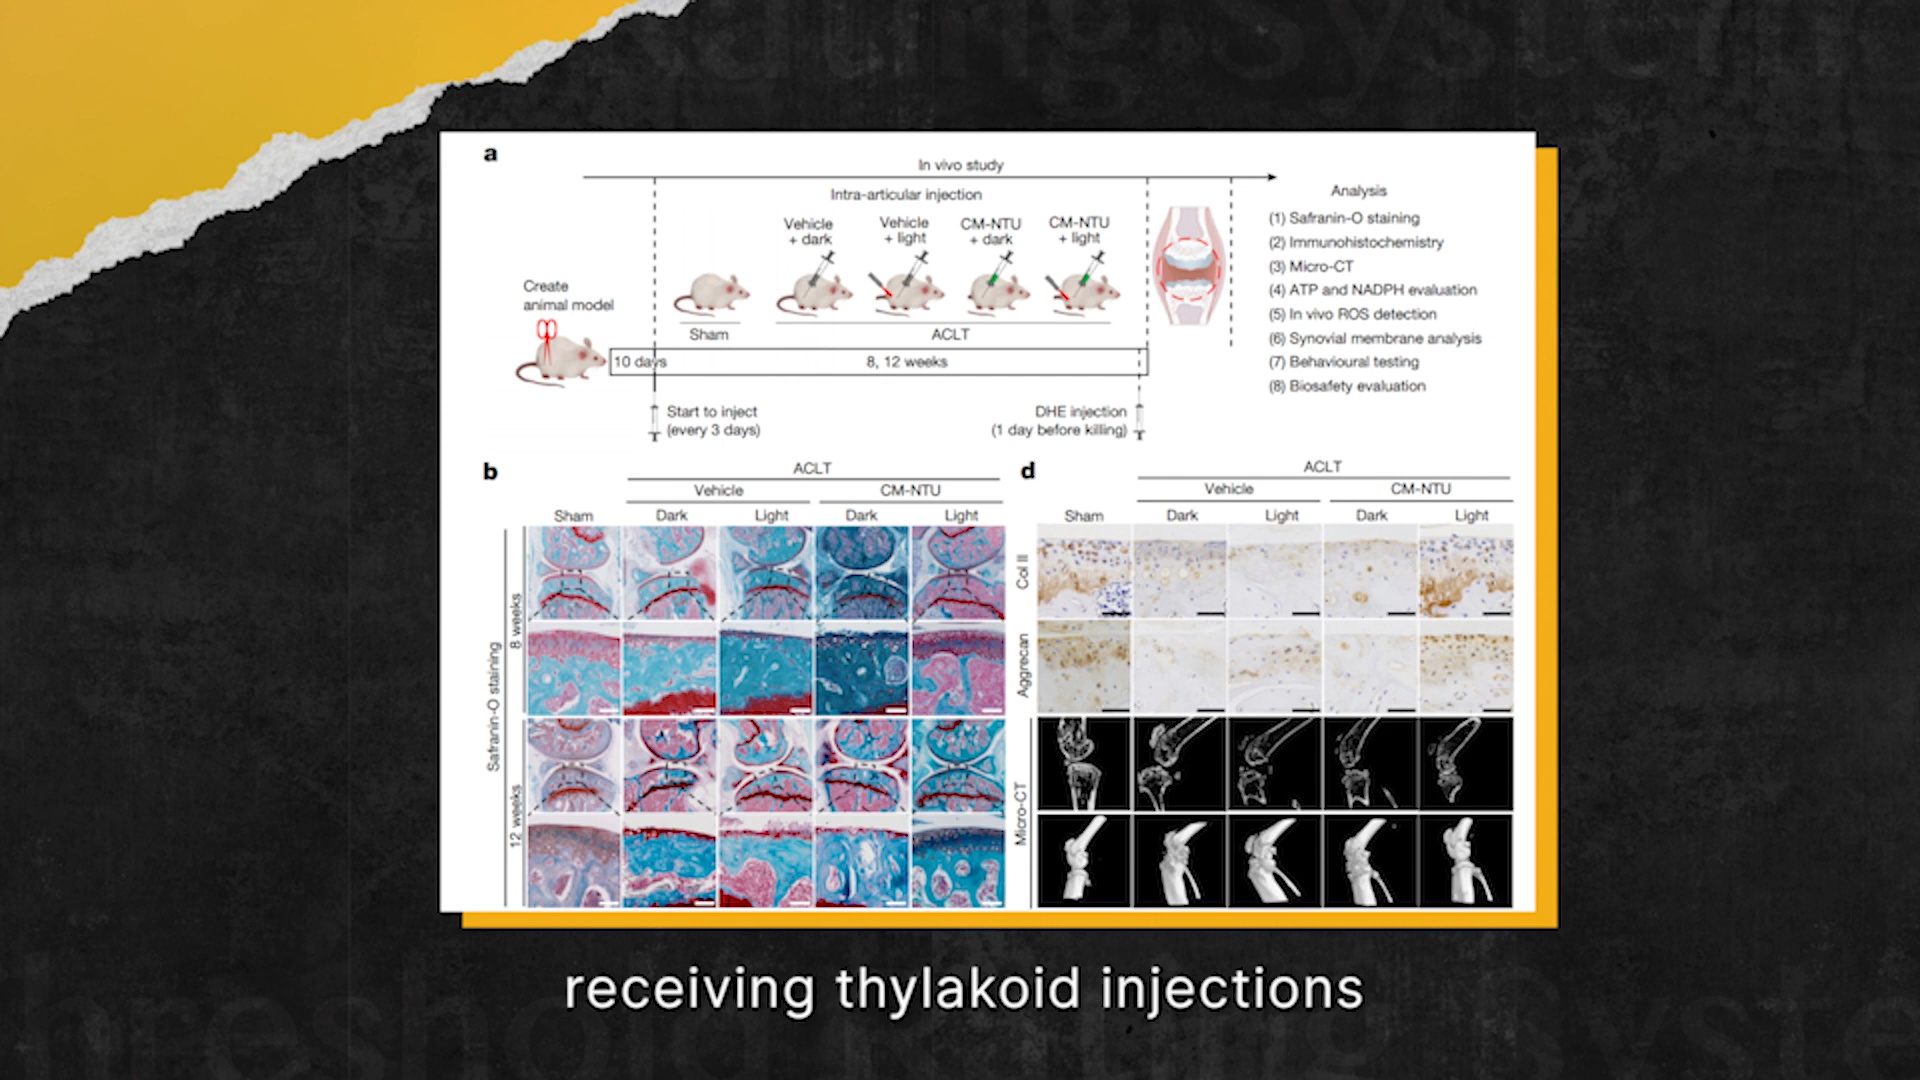 a
In vivo study
Intra-articular injection
Vehicle
+ dark
Vehicle
+ light
CM-NTU
+ dark
CM-NTU
+ light
Create
animal model
Sham
ACLT
10 days
8, 12 weeks
Start to inject
(every 3 days)
DHE injection
(1 day before killing)
Analysis
(1) Safranin-O staining
(2) Immunohistochemistry
(3) Micro-CT
(4) ATP and NADPH evaluation
(5) In vivo ROS detection
(6) Synovial membrane analysis
(7) Behavioural testing
(8) Biosafety evaluation
b
ACLT
Vehicle
CM-NTU
Sham
Dark
Light
Dark
Light
Safranin-O staining
8 weeks
12 weeks
d
ACLT
Vehicle
CM-NTU
Sham
Dark
Light
Dark
Light
Col II
Aggrecan
Micro-CT
receiving thylakoid injections